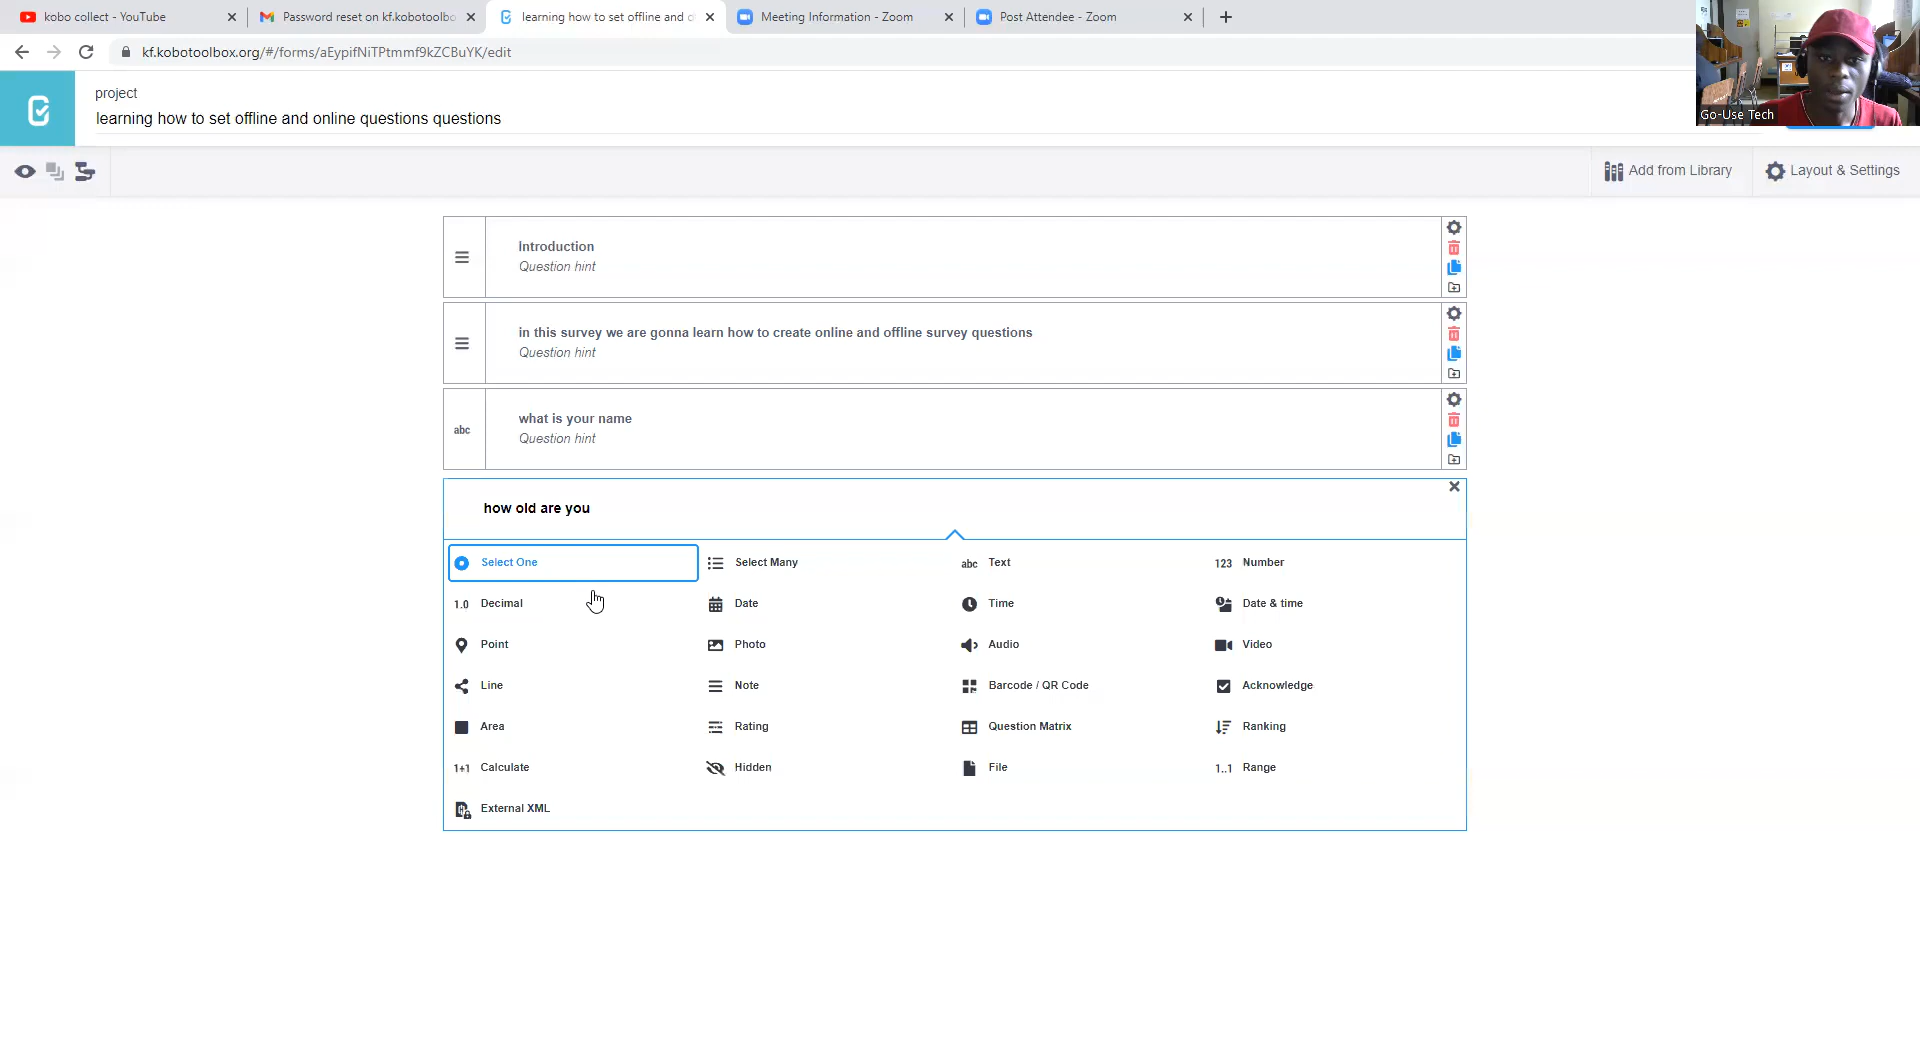 kobo collect - YouTube
Password reset on kf.kobotoolbo
learning how to set offline and o
Meeting Information - Zoom
Post Attendee - Zoom
kf.kobotoolbox.org/#/forms/aEypifNiTPtmmf9kZCBuYK/edit
Go-Use Tech
project
learning how to set offline and online questions questions
Add from Library
Layout & Settings
Introduction
Question hint
in this survey we are gonna learn how to create online and offline survey questions
Question hint
abc
what is your name
Question hint
how old are you
Select One
Select Many
abc Text
123 Number
1.0 Decimal
Date
Time
Date & time
Point
Photo
Audio
Video
Line
Note
Barcode / QR Code
Acknowledge
Area
Rating
Question Matrix
Ranking
1+1 Calculate
Hidden
File
1..1 Range
External XML